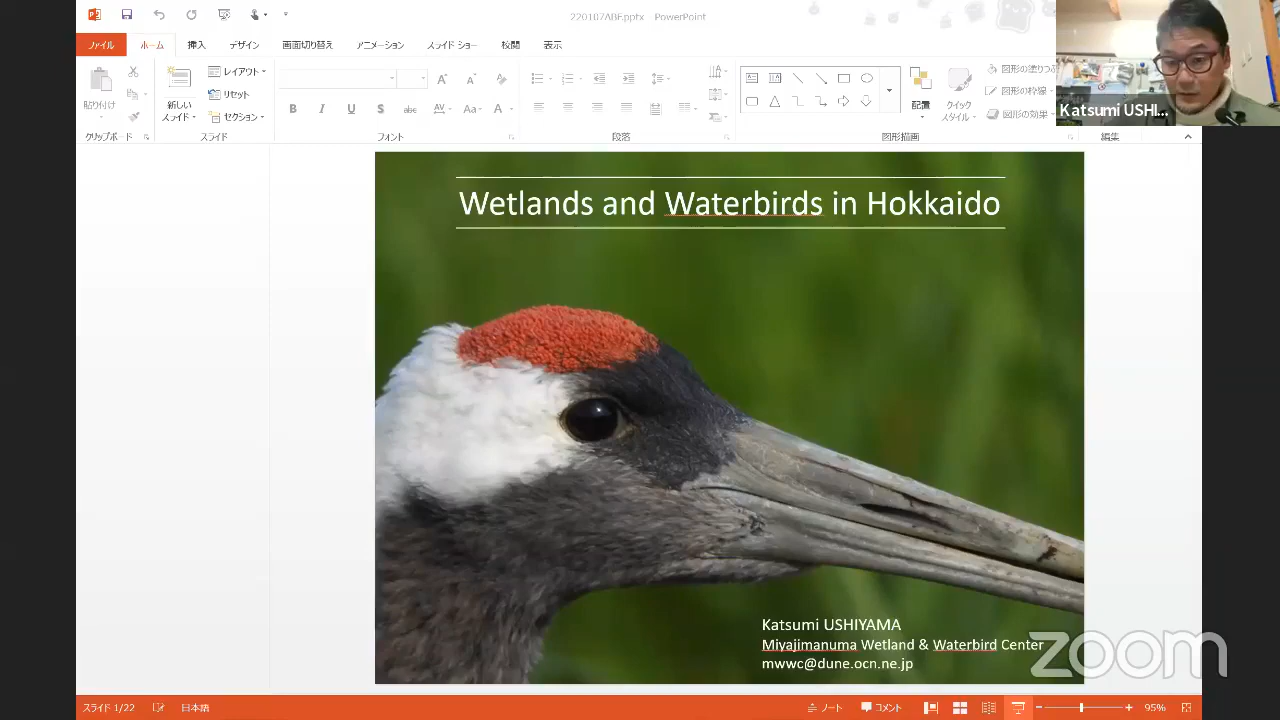 220107ABF.pptx - PowerPoint
ファイル ホーム 挿入 デザイン 画面切り替え アニメーション スライド ショー 校閲 表示
貼り付け
新しい
スライド
レイアウト
リセット
セクション
B I U S abc AV Aa A
配置
クイック
スタイル
図形の塗りつぶ
図形の枠線
図形の効果
クリップボード スライド フォント 段落 図形描画 編集
Katsumi USHI...
Wetlands and Waterbirds in Hokkaido
Katsumi USHIYAMA
Miyajimanuma Wetland & Waterbird Center
mwwc@dune.ocn.ne.jp
zoom
スライド 1/22 日本語 ノート コメント 95%